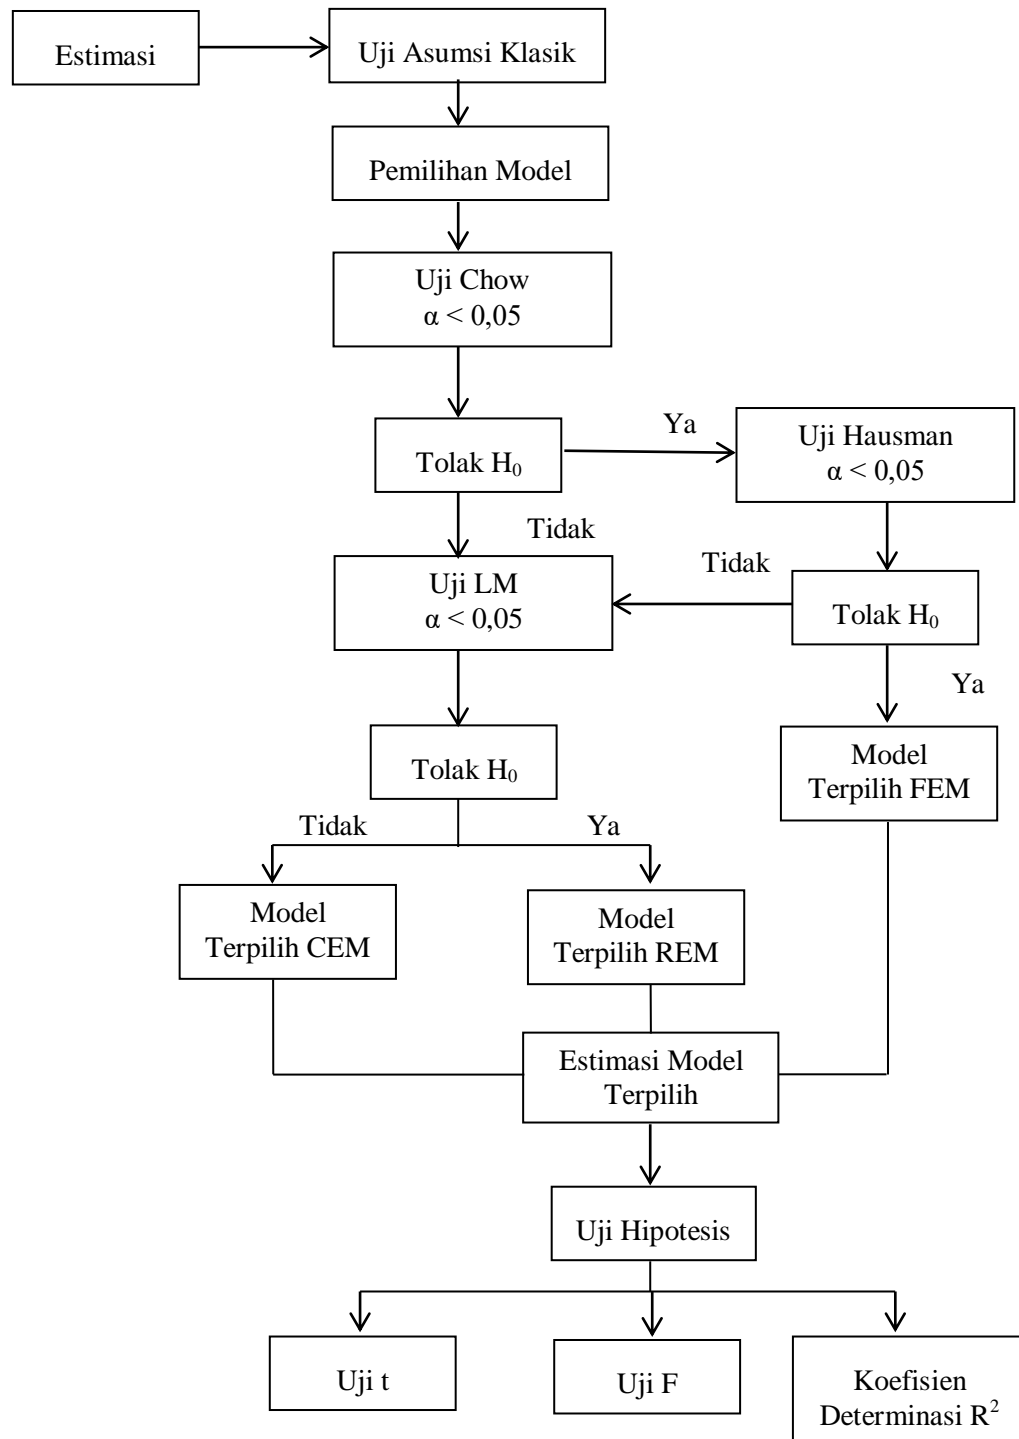 Estimasi
Uji Asumsi Klasik
Pemilihan Model
Uji Chow
α < 0,05
Tolak H₀
Ya
Uji Hausman
α < 0,05
Tidak
Uji LM
α < 0,05
Tidak
Tolak H₀
Ya
Tolak H₀
Model
Terpilih FEM
Tidak
Ya
Model
Terpilih CEM
Model
Terpilih REM
Estimasi Model
Terpilih
Uji Hipotesis
Uji t
Uji F
Koefisien
Determinasi R²